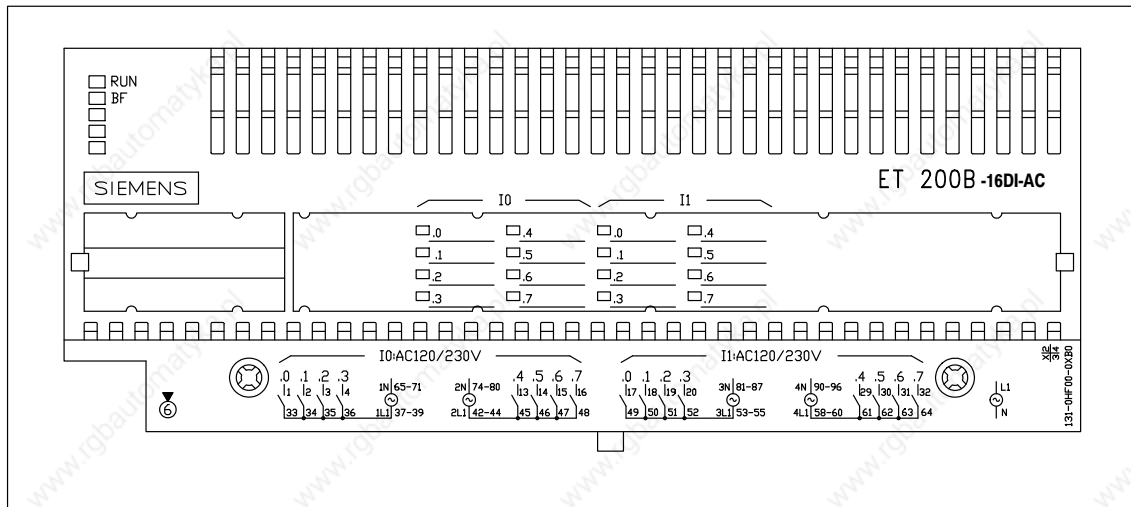 RUN
BF
SIEMENS
ET 200B -16DI-AC
I0 I1
.0 .4 .0 .4
.1 .5 .1 .5
.2 .6 .2 .6
.3 .7 .3 .7
I0:AC120/230V I1:AC120/230V
.0 .1 .2 .3 .4 .5 .6 .7 .0 .1 .2 .3 .4 .5 .6 .7
1 2 3 4 1N 65-71 2N 74-80 13 14 15 16 17 18 19 20 3N 81-87 4N 90-96 29 30 31 32 L1
33 34 35 36 1L1 37-39 2L1 42-44 45 46 47 48 49 50 51 52 3L1 53-55 4L1 58-60 61 62 63 64 N
6
X 2
3 4
131-0HF00-0XB0
www.rgbautomatyka.pl